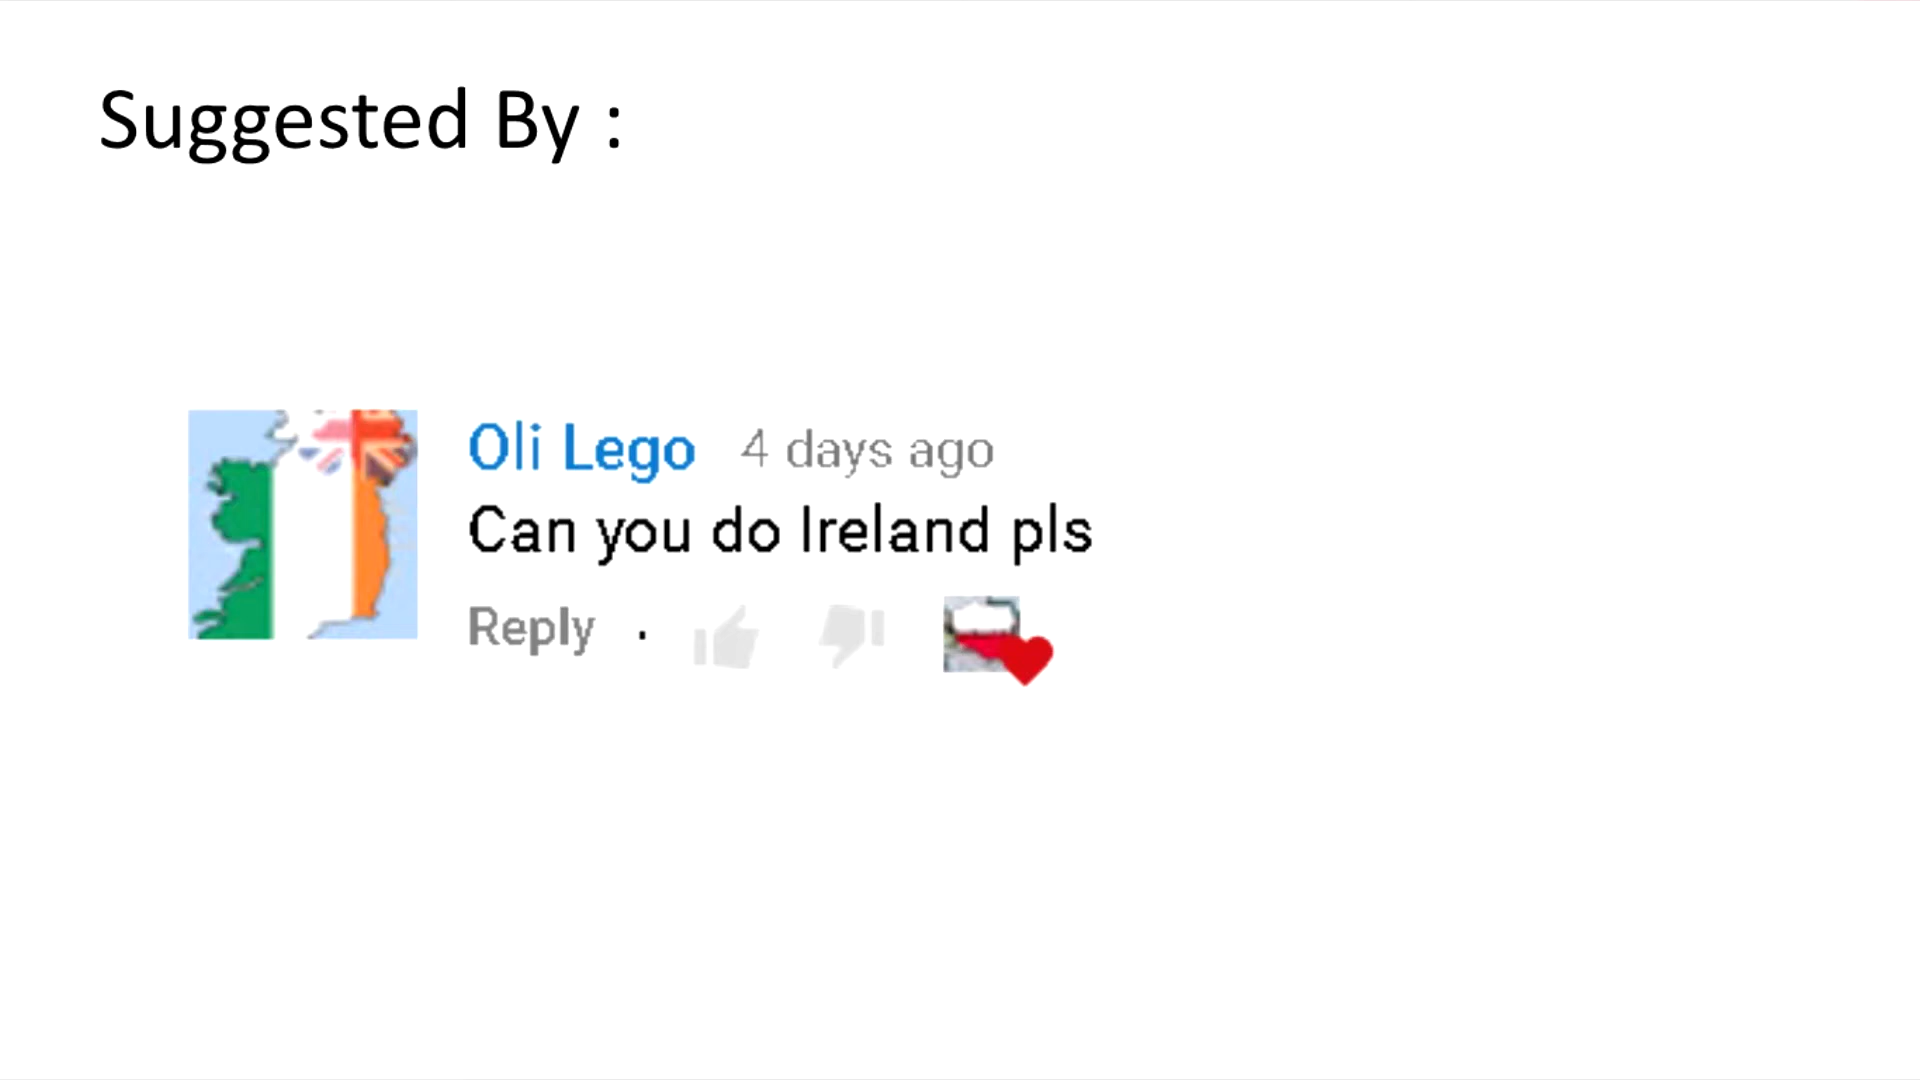 Suggested By :
Oli Lego 4 days ago
Can you do Ireland pls
Reply ·